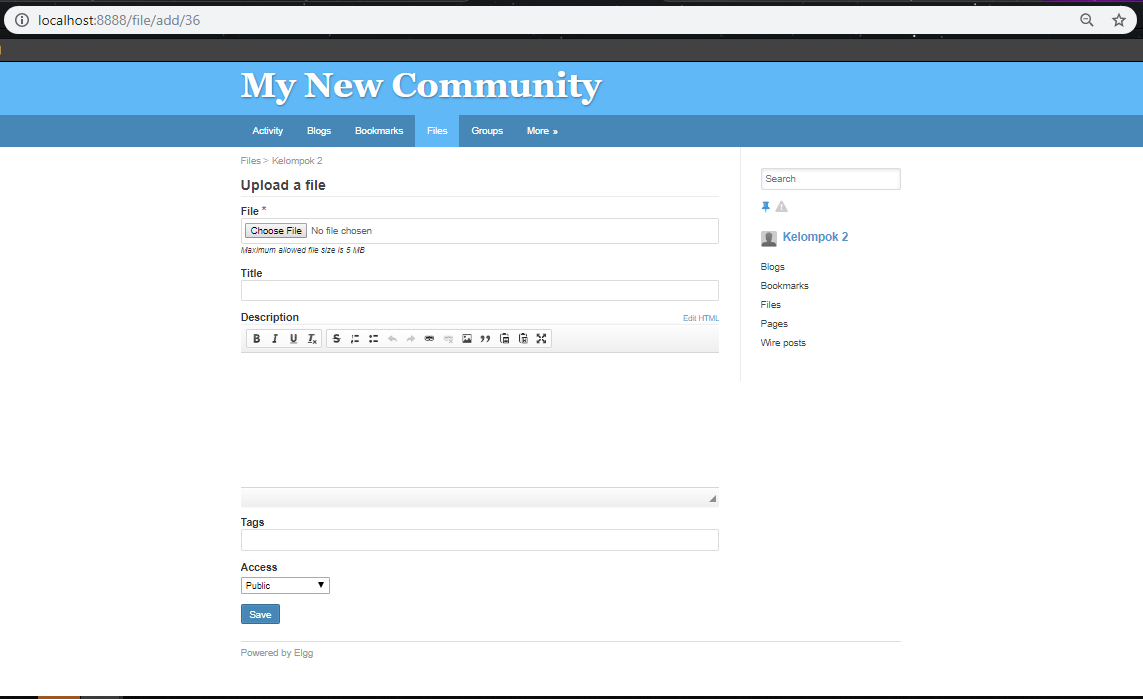 localhost:8888/file/add/36
My New Community
Activity Blogs Bookmarks Files Groups More »
Files > Kelompok 2
Upload a file
File *
Choose File No file chosen
Maximum allowed file size is 5 MB
Title
Description Edit HTML
B I U Tx S
Tags
Access
Public
Save
Powered by Elgg
Search
Kelompok 2
Blogs
Bookmarks
Files
Pages
Wire posts